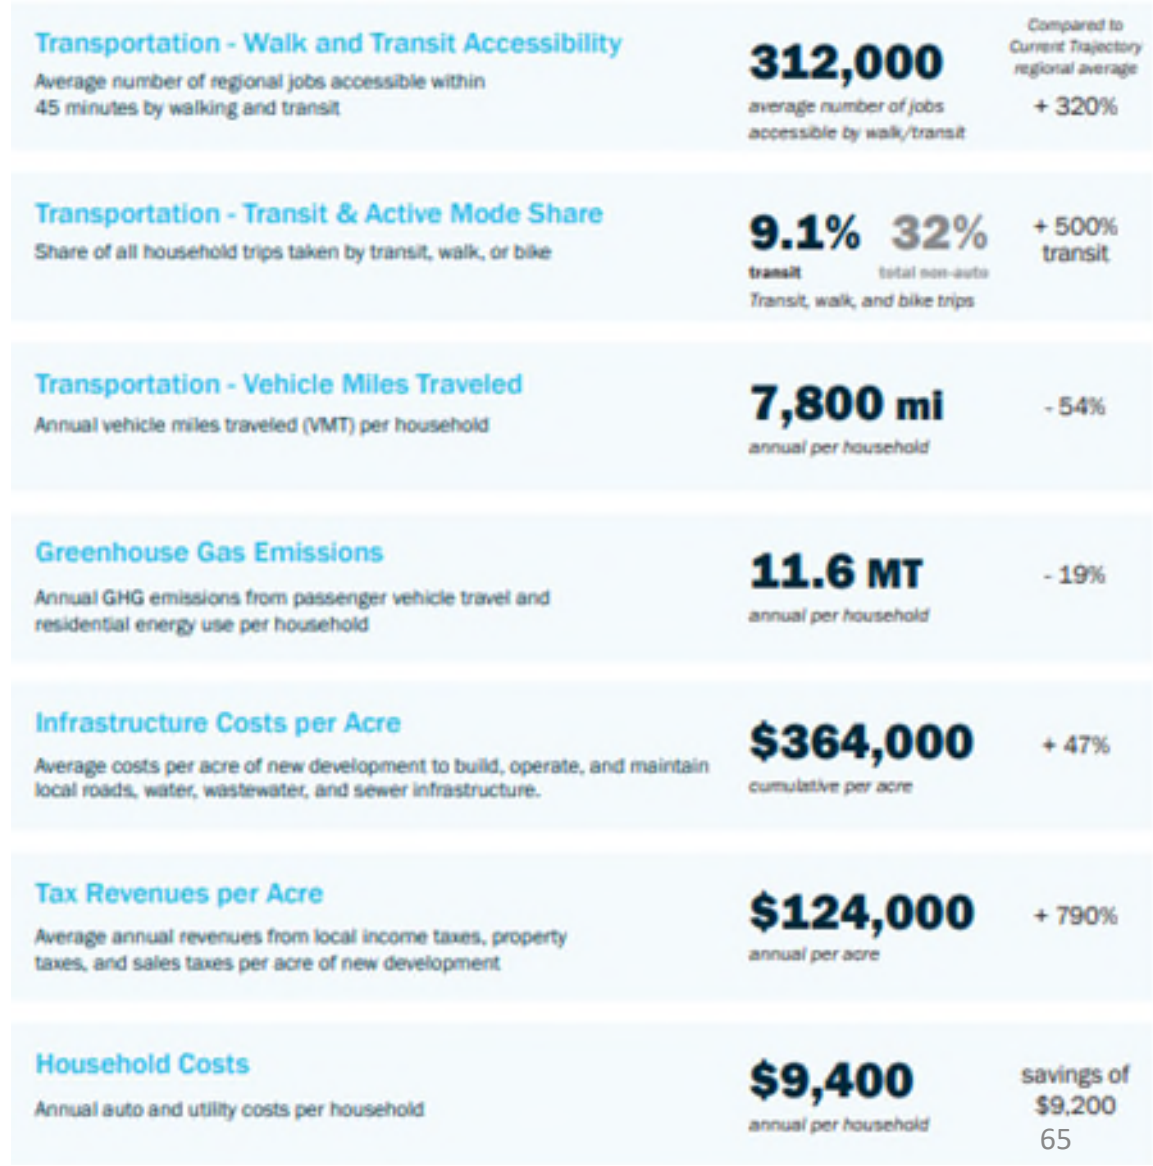 Compared to
Current Trajectory
regional average
Transportation - Walk and Transit Accessibility
Average number of regional jobs accessible within
45 minutes by walking and transit
312,000
average number of jobs
accessible by walk/transit
+ 320%
Transportation - Transit & Active Mode Share
Share of all household trips taken by transit, walk, or bike
9.1% 32%
transit total non-auto
Transit, walk, and bike trips
+ 500%
transit
Transportation - Vehicle Miles Traveled
Annual vehicle miles traveled (VMT) per household
7,800 mi
annual per household
- 54%
Greenhouse Gas Emissions
Annual GHG emissions from passenger vehicle travel and
residential energy use per household
11.6 MT
annual per household
- 19%
Infrastructure Costs per Acre
Average costs per acre of new development to build, operate, and maintain
local roads, water, wastewater, and sewer infrastructure.
$364,000
cumulative per acre
+ 47%
Tax Revenues per Acre
Average annual revenues from local income taxes, property
taxes, and sales taxes per acre of new development
$124,000
annual per acre
+ 790%
Household Costs
Annual auto and utility costs per household
$9,400
annual per household
savings of
$9,200
65